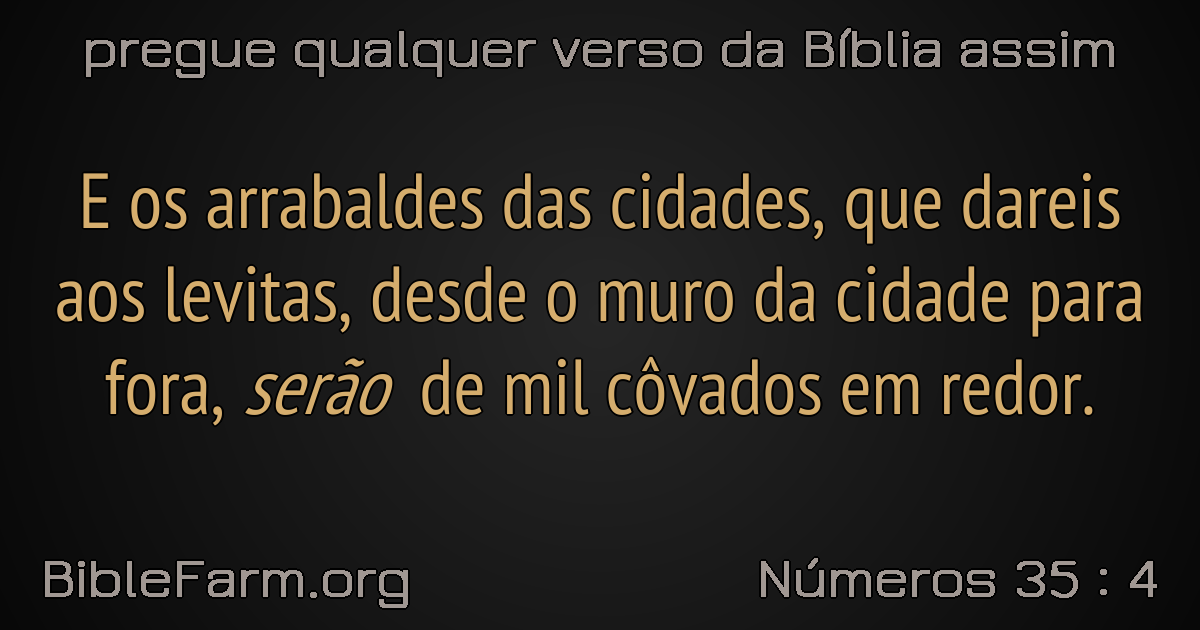 pregue qualquer verso da Bíblia assim
E os arrabaldes das cidades, que dareis
aos levitas, desde o muro da cidade para
fora, serão de mil côvados em redor.
BibleFarm.org
Números 35 : 4